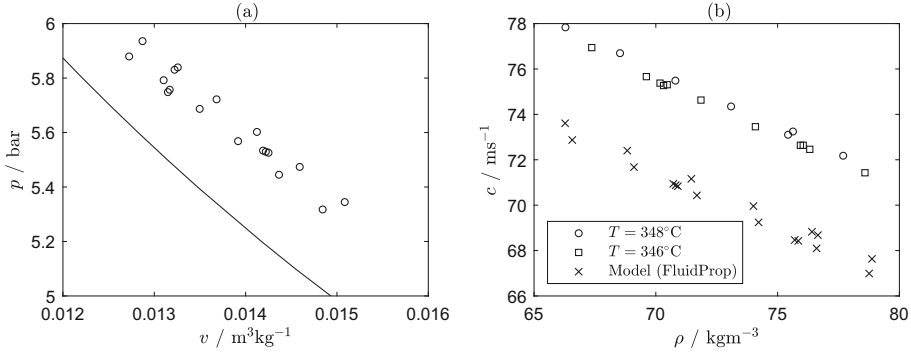 (a)
6
5.8
5.6
5.4
5.2
5
p / bar
0.012 0.013 0.014 0.015 0.016
v / m³kg⁻¹
(b)
78
76
74
72
70
68
66
c / ms⁻¹
T = 348°C
T = 346°C
Model (FluidProp)
65 70 75 80
ρ / kgm⁻³